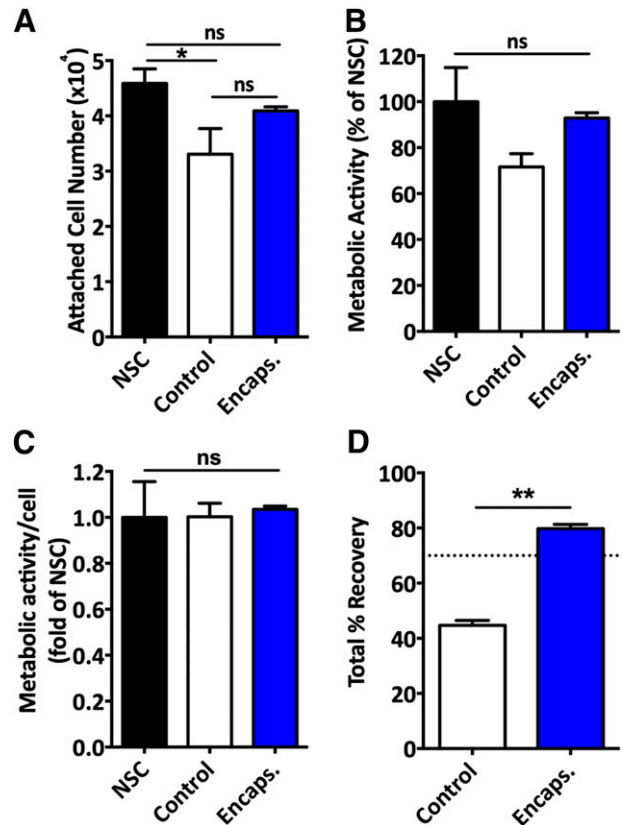 A
Attached Cell Number (x10⁴)
5
4
3
2
1
0
ns
*
ns
NSC
Control
Encaps.
B
Metabolic Activity (% of NSC)
120
100
80
60
40
20
0
ns
NSC
Control
Encaps.
C
Metabolic activity/cell
(fold of NSC)
1.2
1.0
0.8
0.6
0.4
0.2
0.0
ns
NSC
Control
Encaps.
D
Total % Recovery
100
80
60
40
20
0
**
Control
Encaps.